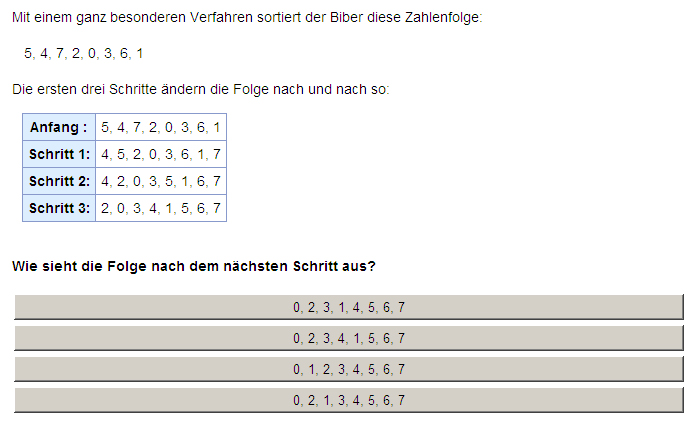 Mit einem ganz besonderen Verfahren sortiert der Biber diese Zahlenfolge:
5, 4, 7, 2, 0, 3, 6, 1
Die ersten drei Schritte ändern die Folge nach und nach so:
Anfang : 5, 4, 7, 2, 0, 3, 6, 1
Schritt 1: 4, 5, 2, 0, 3, 6, 1, 7
Schritt 2: 4, 2, 0, 3, 5, 1, 6, 7
Schritt 3: 2, 0, 3, 4, 1, 5, 6, 7
Wie sieht die Folge nach dem nächsten Schritt aus?
0, 2, 3, 1, 4, 5, 6, 7
0, 2, 3, 4, 1, 5, 6, 7
0, 1, 2, 3, 4, 5, 6, 7
0, 2, 1, 3, 4, 5, 6, 7